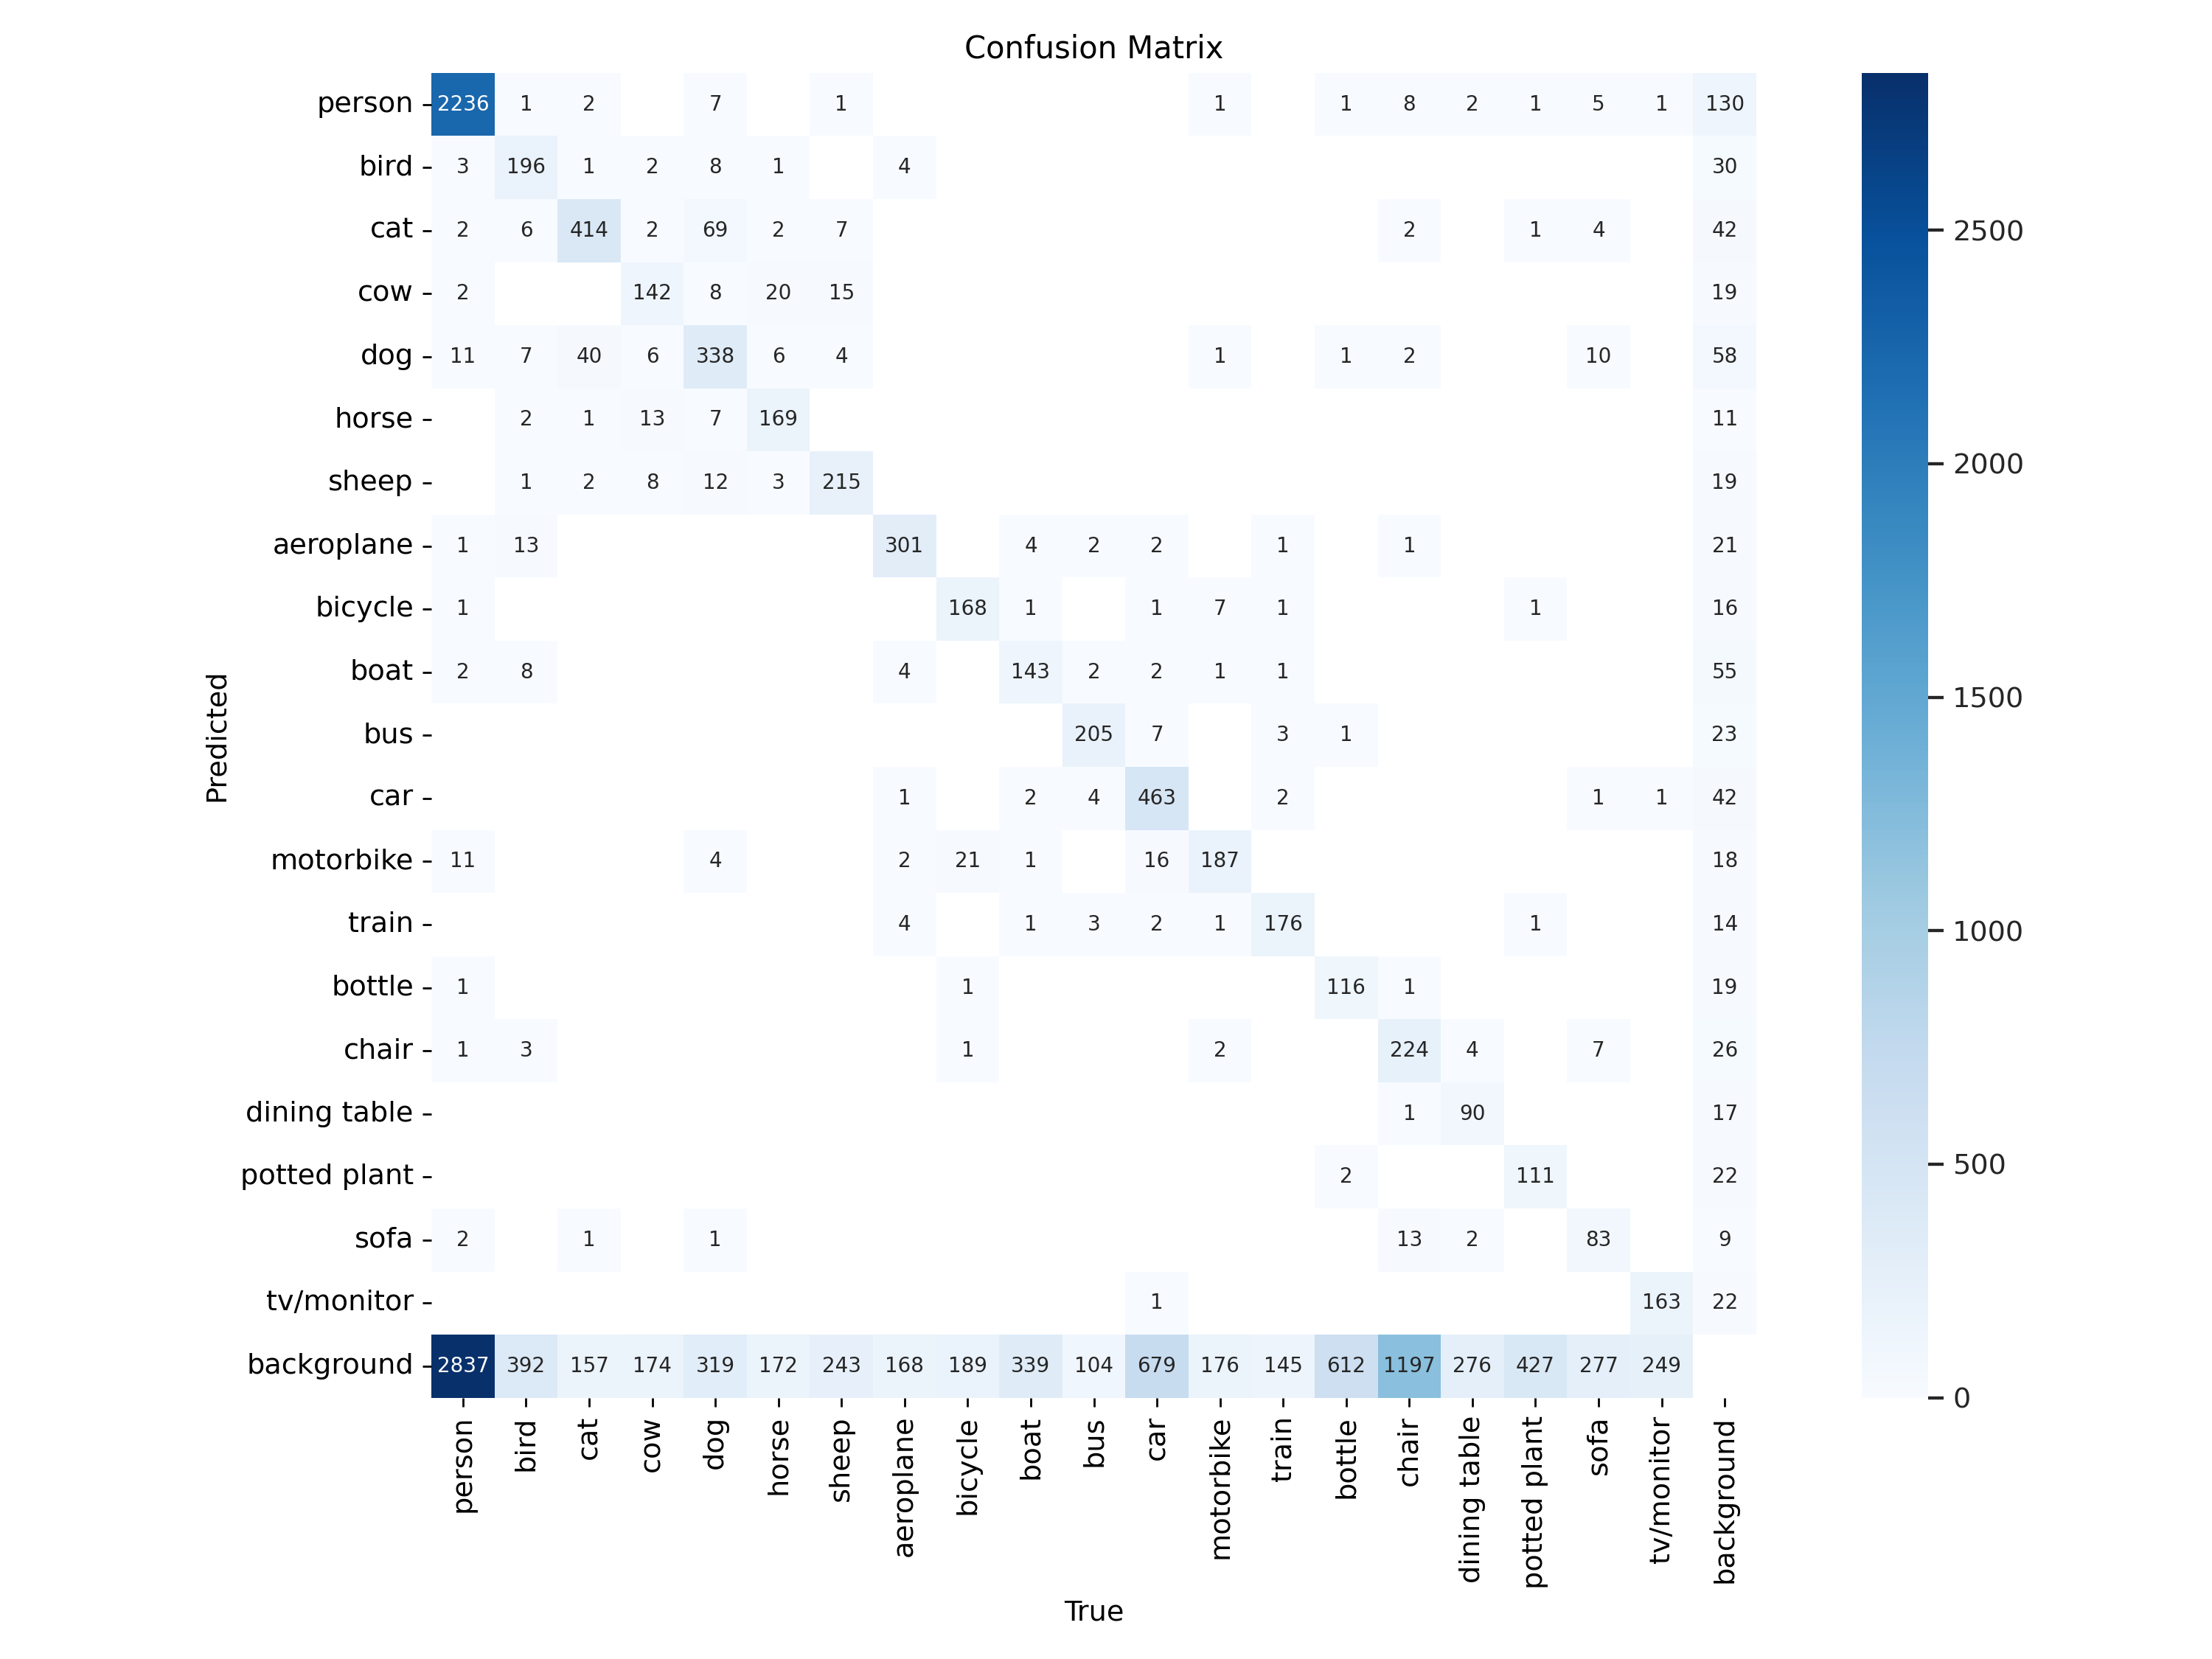 Confusion Matrix
person 2236 1 2 7 1 1 1 8 2 1 5 1 130
bird 3 196 1 2 8 1 4 30
cat 2 6 414 2 69 2 7 2 1 4 42
2500
cow 2 142 8 20 15 19
dog 11 7 40 6 338 6 4 1 1 2 10 58
horse 2 1 13 7 169 11
2000
sheep 1 2 8 12 3 215 19
aeroplane 1 13 301 4 2 2 1 1 21
bicycle 1 168 1 1 7 1 1 16
boat 2 8 4 143 2 2 1 1 55
1500
Predicted
bus 205 7 3 1 23
car 1 2 4 463 2 1 1 42
motorbike 11 4 2 21 1 16 187 18
train 4 1 3 2 1 176 1 14
1000
bottle 1 1 116 1 19
chair 1 3 1 2 224 4 7 26
dining table 1 90 17
potted plant 2 111 22
500
sofa 2 1 1 13 2 83 9
tv/monitor 1 163 22
background 2837 392 157 174 319 172 243 168 189 339 104 679 176 145 612 1197 276 427 277 249
0
person bird cat cow dog horse sheep aeroplane bicycle boat bus car motorbike train bottle chair dining table potted plant sofa tv/monitor background
True